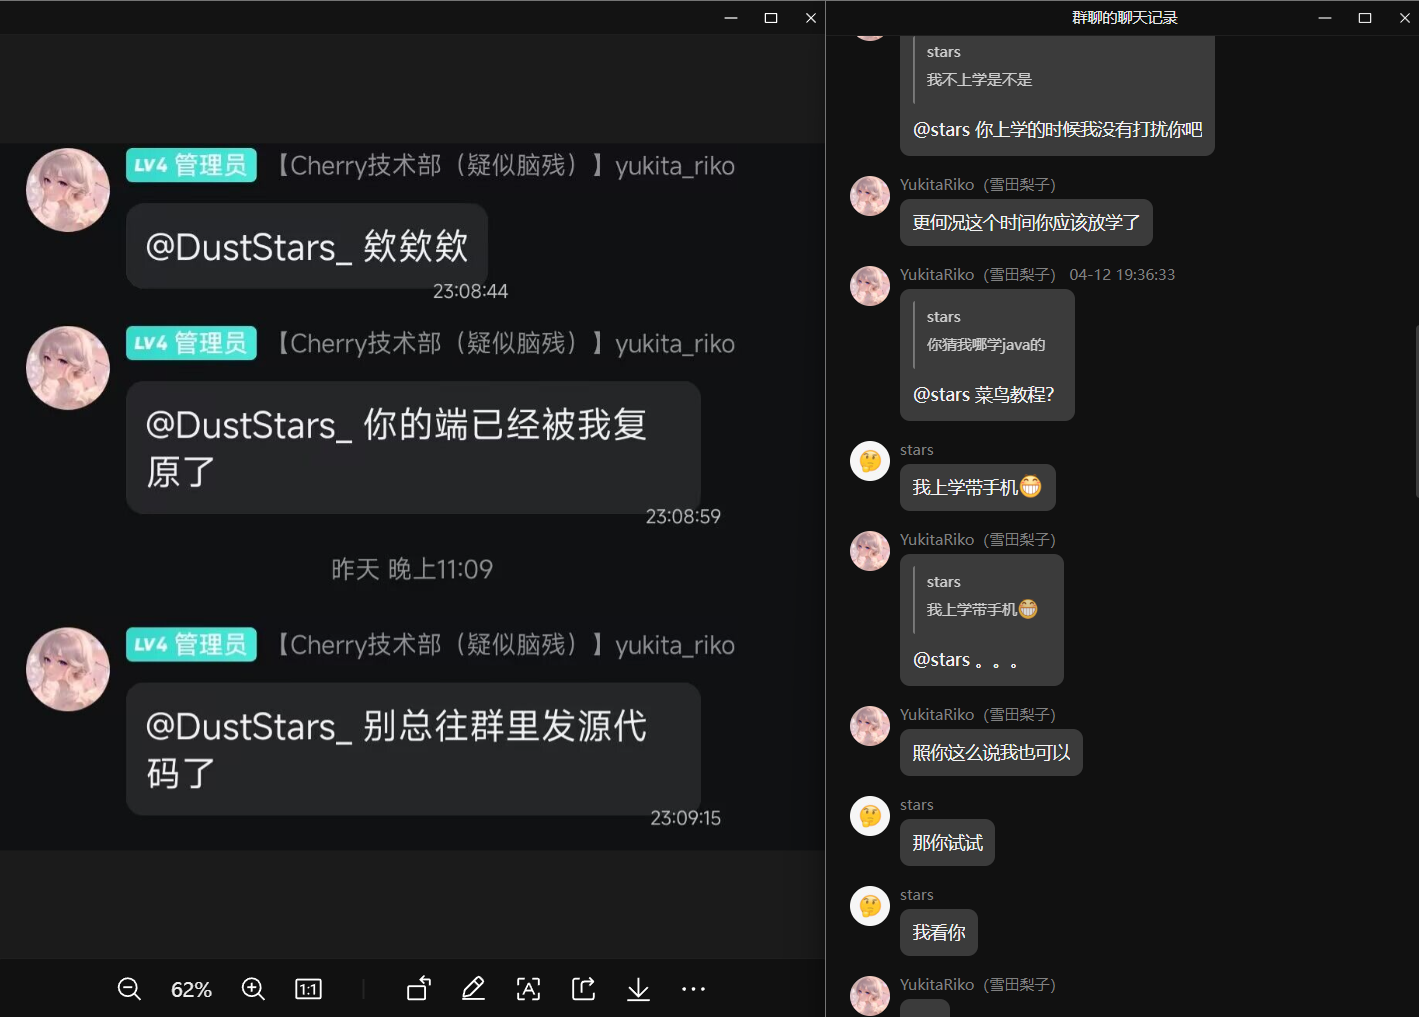 LV4 管理员 【Cherry技术部（疑似脑残）】yukita_riko
@DustStars_ 欸欸欸
23:08:44
LV4 管理员 【Cherry技术部（疑似脑残）】yukita_riko
@DustStars_ 你的端已经被我复
原了
23:08:59
昨天 晚上11:09
LV4 管理员 【Cherry技术部（疑似脑残）】yukita_riko
@DustStars_ 别总往群里发源代
码了
23:09:15
62%
1:1
A
群聊的聊天记录
stars
我不上学是不是
@stars 你上学的时候我没有打扰你吧
YukitaRiko（雪田梨子）
更何况这个时间你应该放学了
YukitaRiko（雪田梨子） 04-12 19:36:33
stars
你猜我哪学java的
@stars 菜鸟教程?
stars
我上学带手机😁
YukitaRiko（雪田梨子）
stars
我上学带手机😁
@stars 。。。
YukitaRiko（雪田梨子）
照你这么说我也可以
stars
那你试试
stars
我看你
YukitaRiko（雪田梨子）